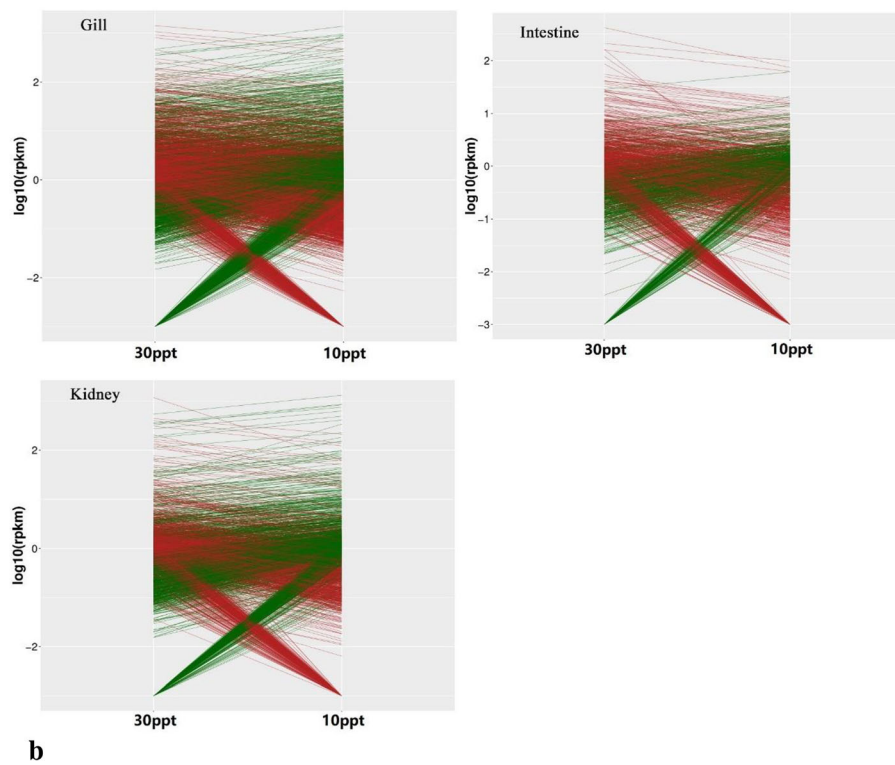 Gill
log10(rpkm)
2
0
−2
30ppt 10ppt
Intestine
log10(rpkm)
2
1
0
−1
−2
−3
30ppt 10ppt
Kidney
log10(rpkm)
2
0
−2
30ppt 10ppt
b